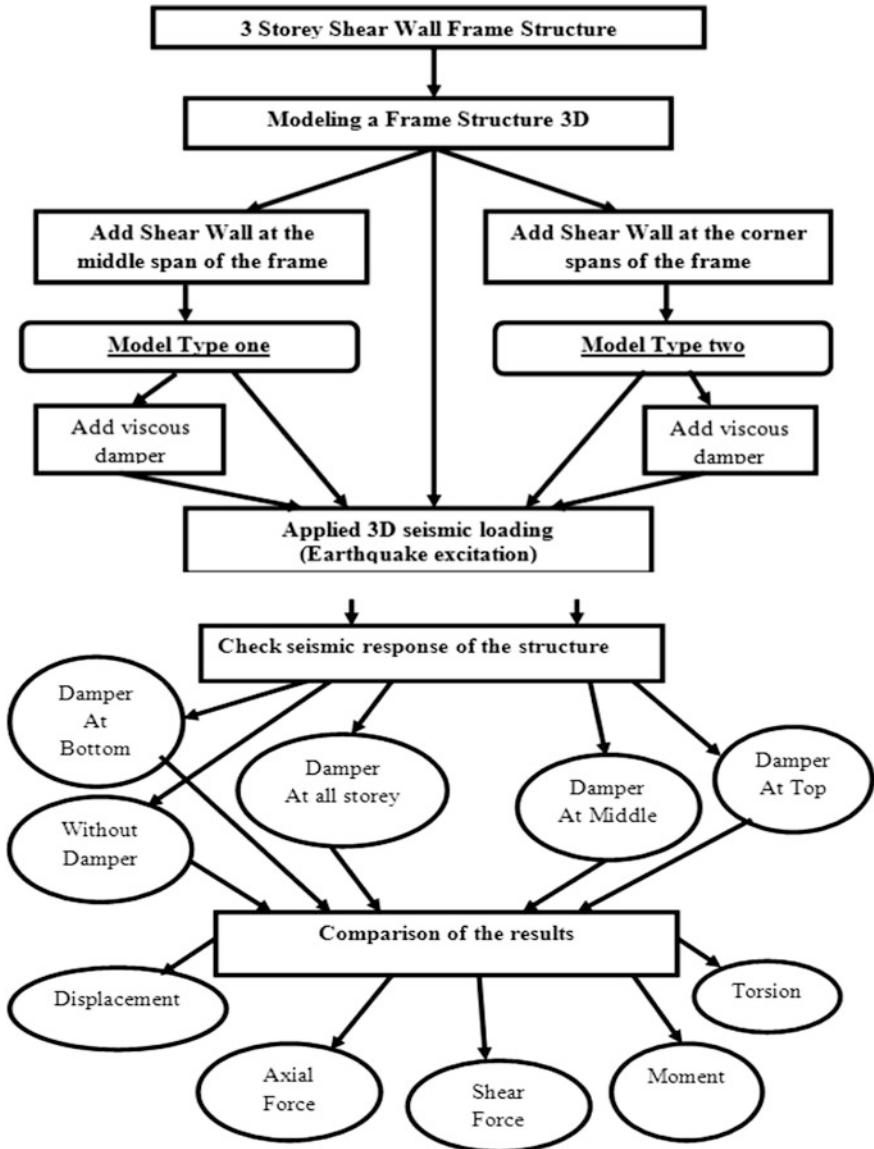 3 Storey Shear Wall Frame Structure
Modeling a Frame Structure 3D
Add Shear Wall at the
middle span of the frame
Add Shear Wall at the corner
spans of the frame
Model Type one
Model Type two
Add viscous
damper
Add viscous
damper
Applied 3D seismic loading
(Earthquake excitation)
Check seismic response of the structure
Damper
At
Bottom
Damper
At all storey
Damper
At Middle
Damper
At Top
Without
Damper
Comparison of the results
Displacement
Axial
Force
Shear
Force
Moment
Torsion